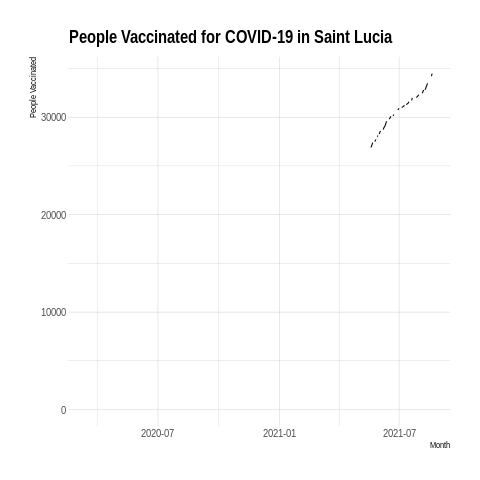 People Vaccinated for COVID-19 in Saint Lucia
People Vaccinated
30000
20000
10000
0
2020-07
2021-01
2021-07
Month